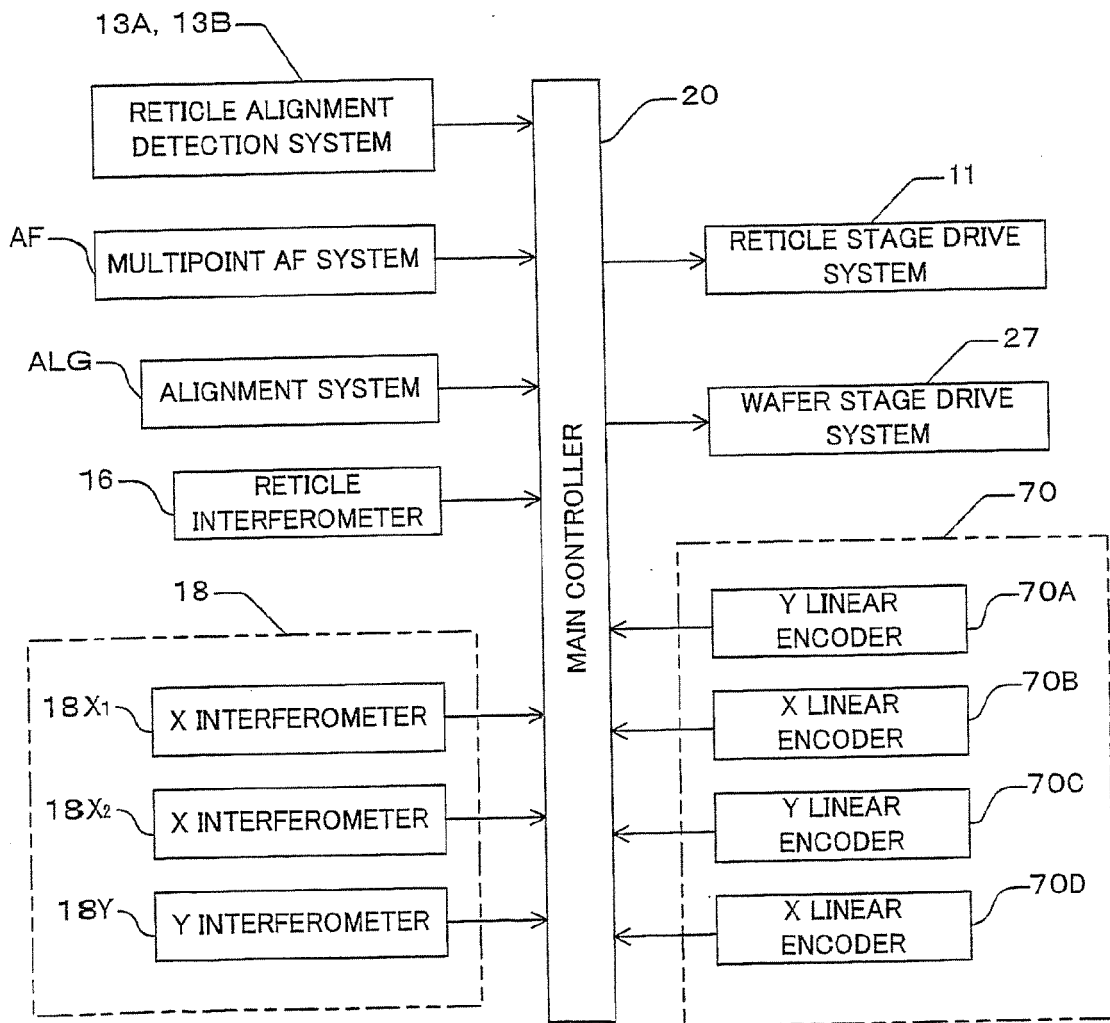 13A, 13B
RETICLE ALIGNMENT
DETECTION SYSTEM
20
11
AF
MULTIPOINT AF SYSTEM
RETICLE STAGE DRIVE
SYSTEM
ALG
ALIGNMENT SYSTEM
27
WAFER STAGE DRIVE
SYSTEM
16
RETICLE
INTERFEROMETER
MAIN CONTROLLER
70
18
Y LINEAR
ENCODER
70A
18X1
X INTERFEROMETER
X LINEAR
ENCODER
70B
18X2
X INTERFEROMETER
Y LINEAR
ENCODER
70C
18Y
Y INTERFEROMETER
X LINEAR
ENCODER
70D